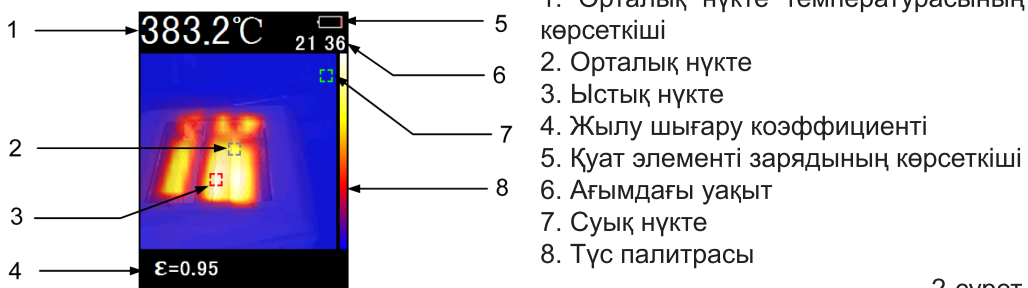 1
383.2℃
21 36
2
3
4
ε=0.95
5
6
7
8
1. Орталық нүкте температурасының
көрсеткіші
2. Орталық нүкте
3. Ыстық нүкте
4. Жылу шығару коэффициенті
5. Қуат элементі зарядының көрсеткіші
6. Ағымдағы уақыт
7. Суық нүкте
8. Түс палитрасы
2-сурет